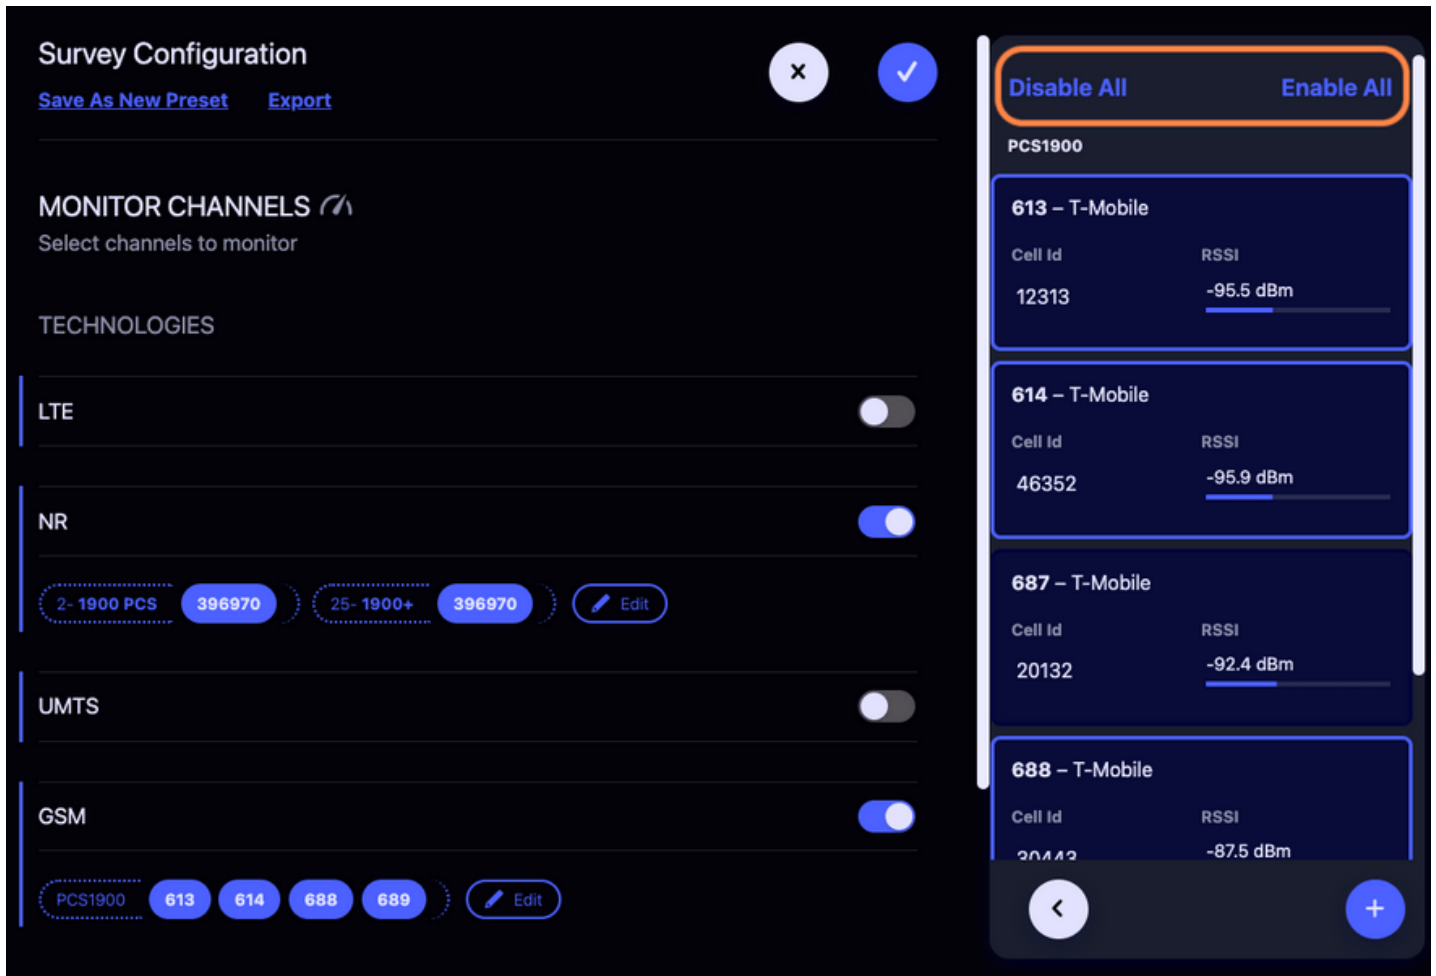 Survey Configuration
Save As New Preset Export
MONITOR CHANNELS
Select channels to monitor
TECHNOLOGIES
LTE
NR
2- 1900 PCS 396970 25- 1900+ 396970 Edit
UMTS
GSM
PCS1900 613 614 688 689 Edit
Disable All Enable All
PCS1900
613 – T-Mobile
Cell Id RSSI
12313 -95.5 dBm
614 – T-Mobile
Cell Id RSSI
46352 -95.9 dBm
687 – T-Mobile
Cell Id RSSI
20132 -92.4 dBm
688 – T-Mobile
Cell Id RSSI
30443 -87.5 dBm